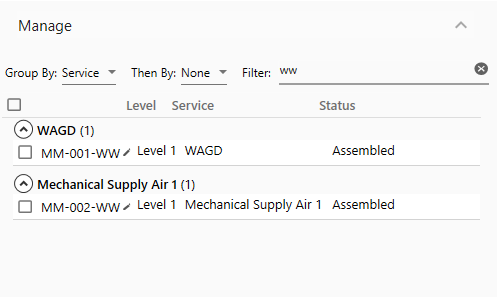 Manage
Group By: Service Then By: None Filter: ww
Level Service Status
WAGD (1)
MM-001-WW Level 1 WAGD Assembled
Mechanical Supply Air 1 (1)
MM-002-WW Level 1 Mechanical Supply Air 1 Assembled